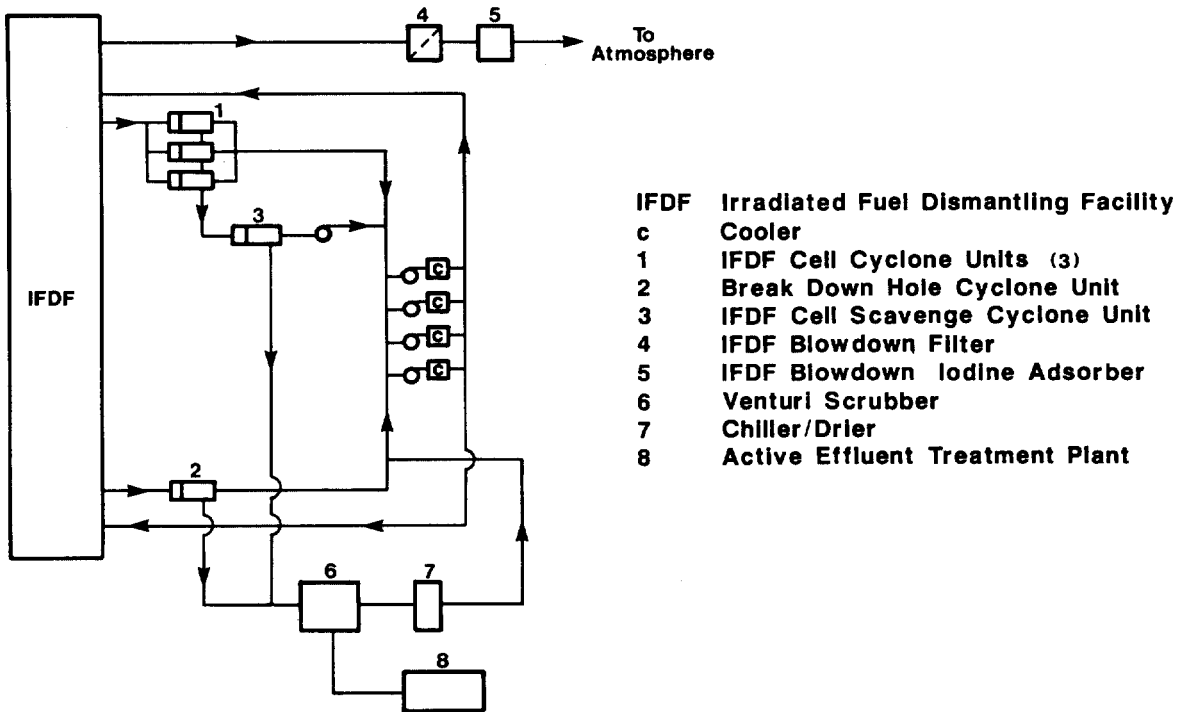 4 5
To
Atmosphere
1
3
IFDF
C
C
C
C
2
6 7
8
IFDF Irradiated Fuel Dismantling Facility
c Cooler
1 IFDF Cell Cyclone Units (3)
2 Break Down Hole Cyclone Unit
3 IFDF Cell Scavenge Cyclone Unit
4 IFDF Blowdown Filter
5 IFDF Blowdown Iodine Adsorber
6 Venturi Scrubber
7 Chiller/Drier
8 Active Effluent Treatment Plant